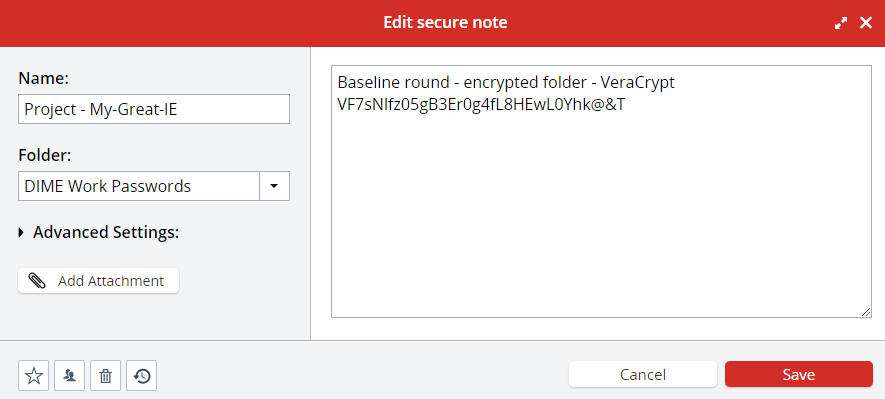 Edit secure note
Name:
Project - My-Great-IE
Folder:
DIME Work Passwords
Advanced Settings:
Add Attachment
Baseline round - encrypted folder - VeraCrypt
VF7sNlfz05gB3Er0g4fL8HEwL0Yhk@&T
Cancel
Save